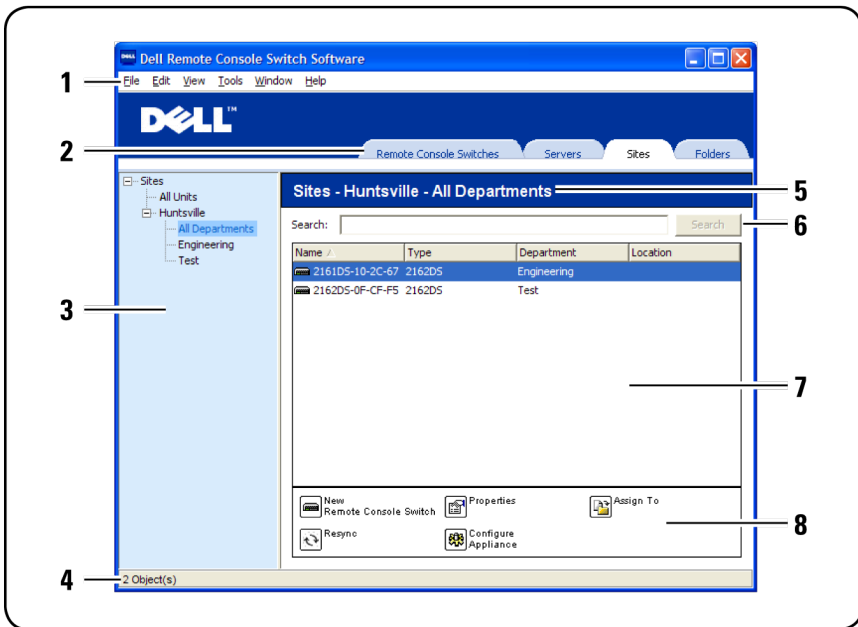 Dell Remote Console Switch Software
1
File Edit View Tools Window Help
DELL™
2
Remote Console Switches Servers Sites Folders
Sites
All Units
Huntsville
All Departments
Engineering
Test
3
Sites - Huntsville - All Departments
5
Search: Search
6
Name Type Department Location
2161DS-10-2C-67 2162DS Engineering
2162DS-0F-CF-F5 2162DS Test
7
New
Remote Console Switch
Properties
Assign To
Resync
Configure
Appliance
8
4
2 Object(s)